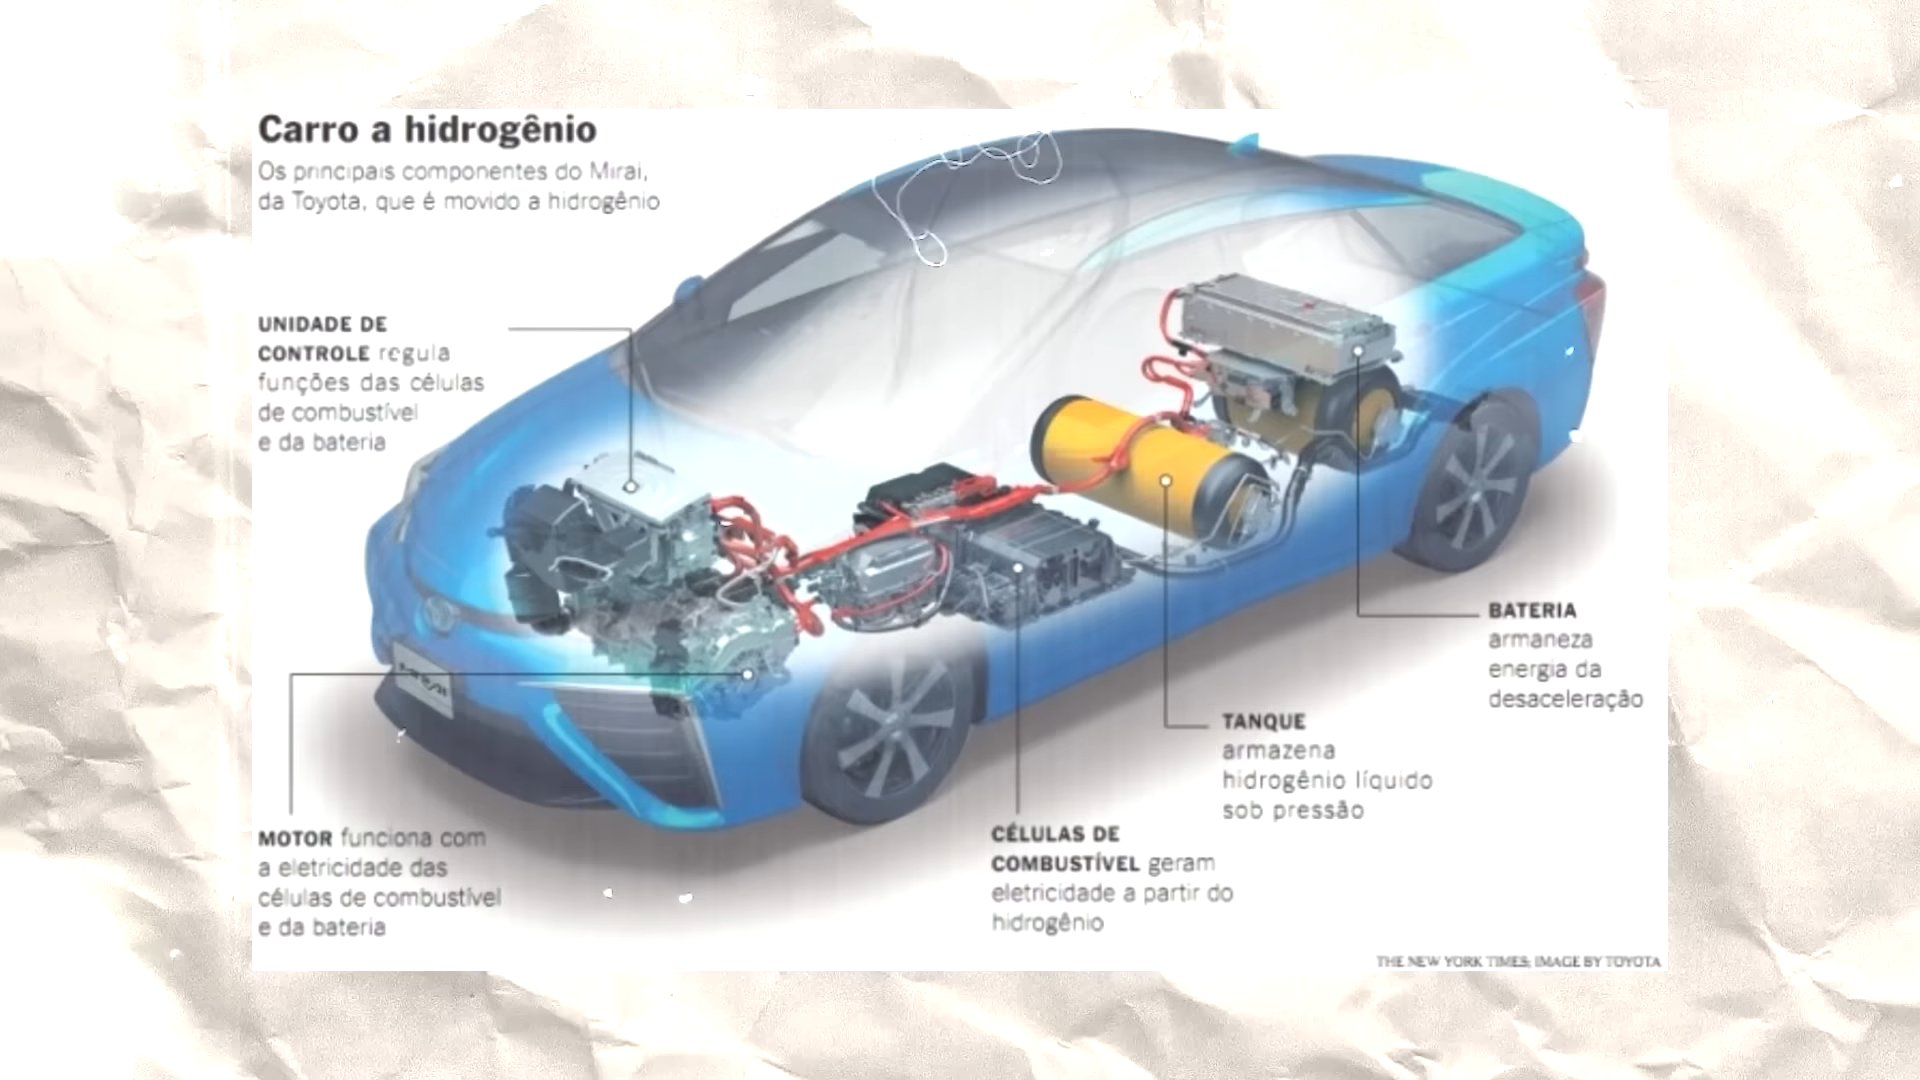 Carro a hidrogênio
Os principais componentes do Mirai,
da Toyota, que é movido a hidrogênio
UNIDADE DE
CONTROLE regula
funções das células
de combustível
e da bateria
MOTOR funciona com
a eletricidade das
células de combustível
e da bateria
CÉLULAS DE
COMBUSTÍVEL geram
eletricidade a partir do
hidrogênio
TANQUE
armazena
hidrogênio líquido
sob pressão
BATERIA
armaneza
energia da
desaceleração
THE NEW YORK TIMES; IMAGE BY TOYOTA